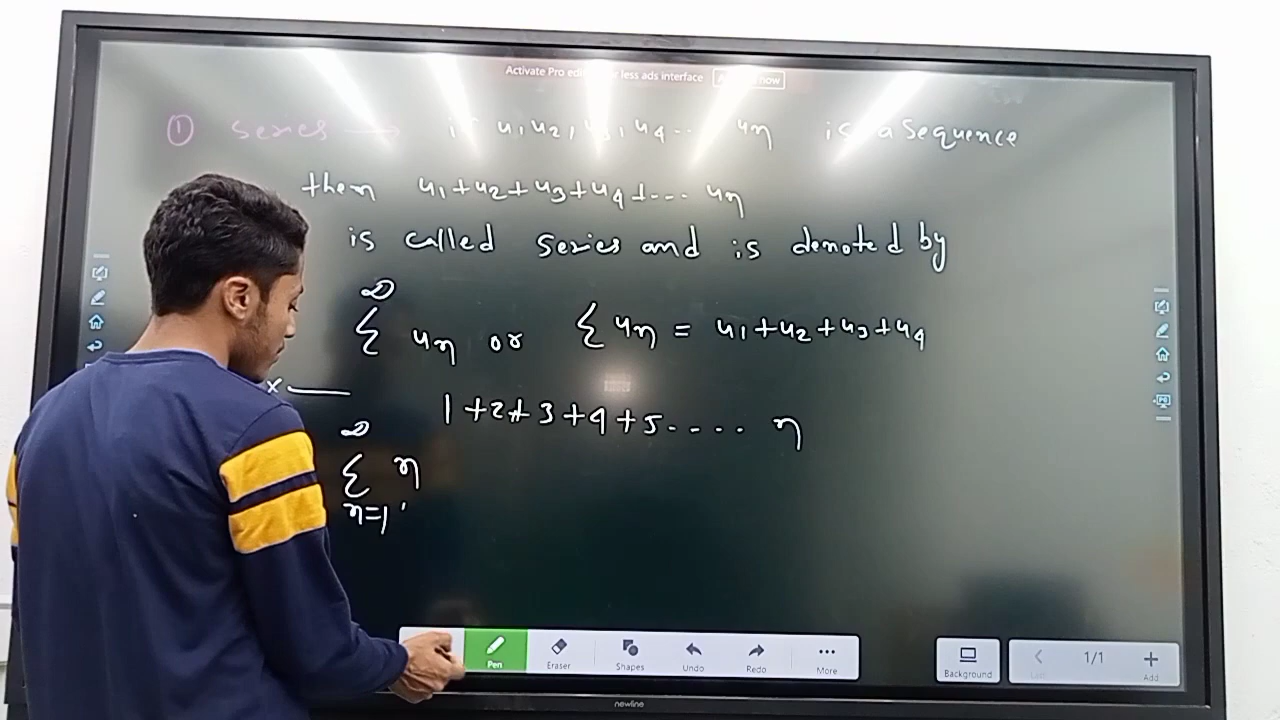 Activate Pro less ads interface now
① series → if u1, u2, u3, u4... un is a sequence
then u1+u2+u3+u4+... un
is called series and is denoted by
∞
Σ un or Σ un = u1+u2+u3+u4
x — 1+2+3+4+5..... n
∞
Σ n
n=1
Pen Eraser Shapes Undo Redo More Background 1/1 Add
newline